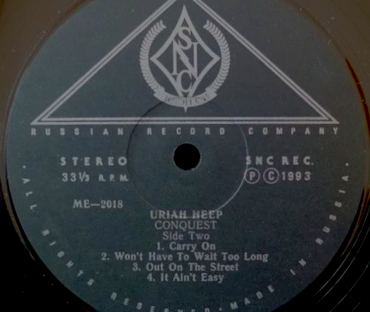 SNC
RUSSIAN RECORD COMPANY
STEREO
SNC REC.
33⅓ R.P.M.
Ⓟ Ⓒ 1993
ME—2018
URIAH HEEP
CONQUEST
Side Two
1. Carry On
2. Won't Have To Wait Too Long
3. Out On The Street
4. It Ain't Easy
· ALL RIGHTS RESERVED · MADE IN RUSSIA ·